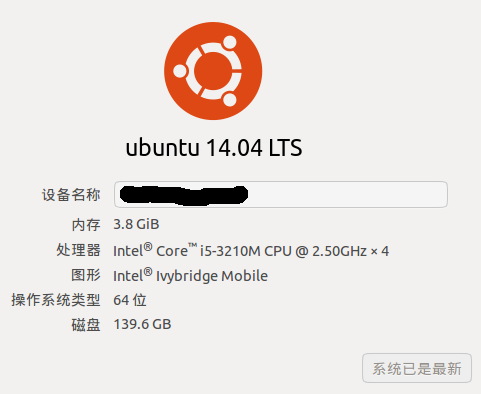 ubuntu 14.04 LTS
设备名称
内存 3.8 GiB
处理器 Intel® Core™ i5-3210M CPU @ 2.50GHz × 4
图形 Intel® Ivybridge Mobile
操作系统类型 64 位
磁盘 139.6 GB
系统已是最新